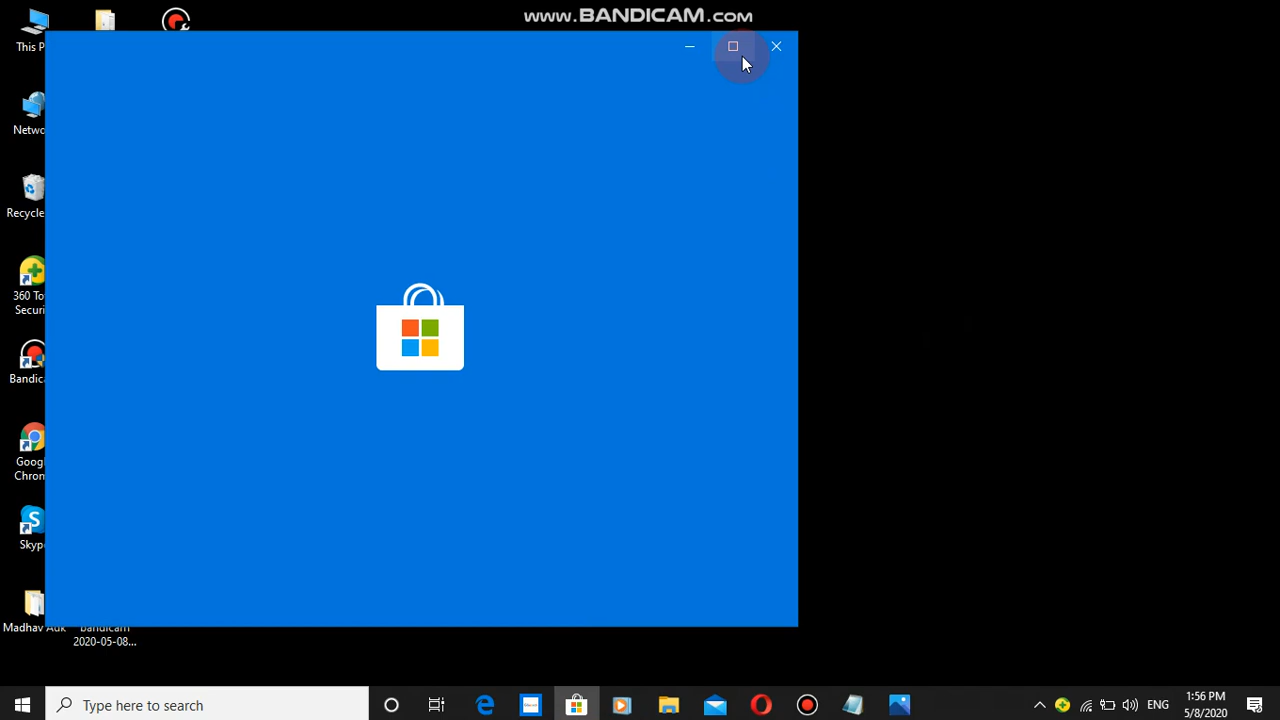 www.BANDICAM.com
This P
Netwo
Recycle
360 To
Securi
Bandica
Googl
Chrom
Skype
Madhav Adk
bandicam
2020-05-08...
Type here to search
ENG
1:56 PM
5/8/2020